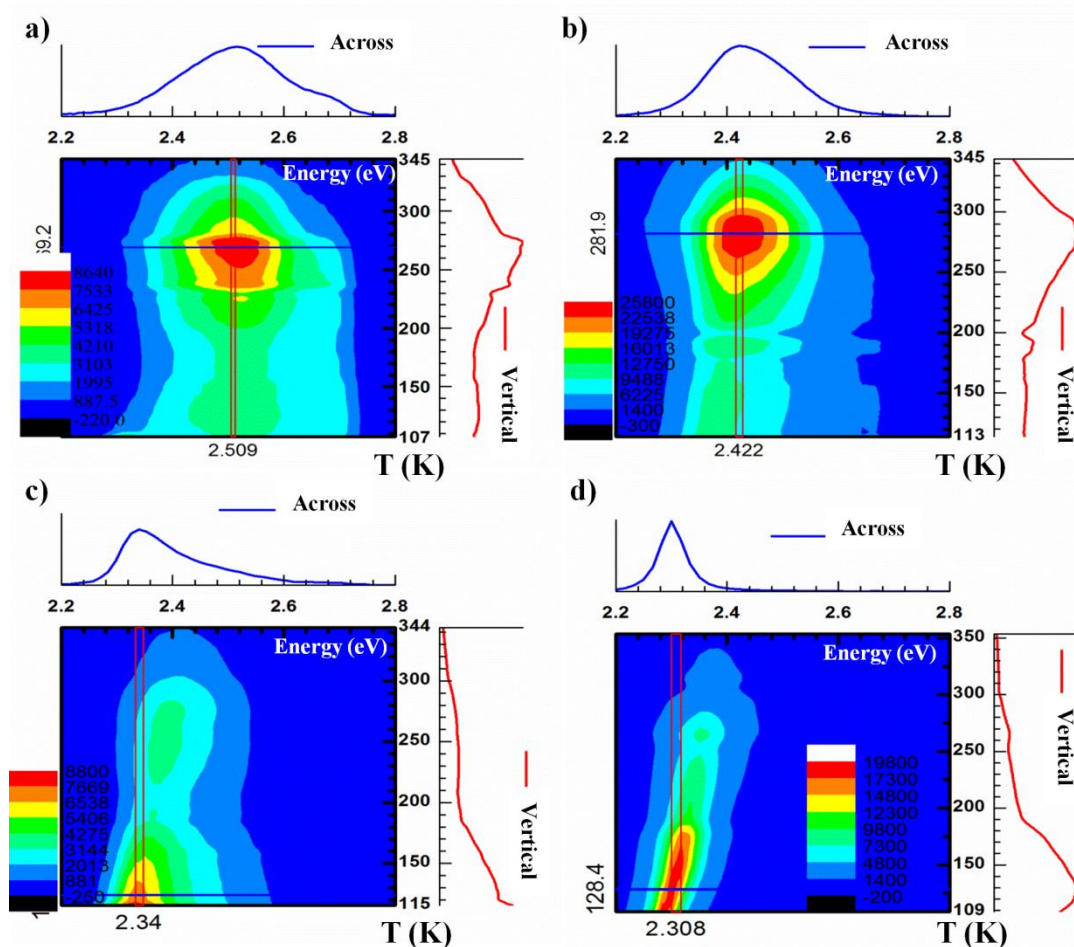 a)
Across
2.2 2.4 2.6 2.8
Energy (eV)
345
300
250
200
150
107
8640
7533
6425
5318
4210
3103
1995
887.5
-220.0
Vertical
2.509
T (K)
b)
Across
2.2 2.4 2.6 2.8
Energy (eV)
281.9
345
300
250
200
150
113
25800
22538
19275
16013
12750
9488
6225
1400
-300
Vertical
2.422
T (K)
c)
Across
2.2 2.4 2.6 2.8
Energy (eV)
344
300
250
200
150
115
8800
7669
6538
5406
4275
3144
2013
881
-250
Vertical
2.34
T (K)
d)
Across
2.2 2.4 2.6 2.8
Energy (eV)
128.4
350
300
250
200
150
109
19800
17300
14800
12300
9800
7300
4800
1400
-200
Vertical
2.308
T (K)